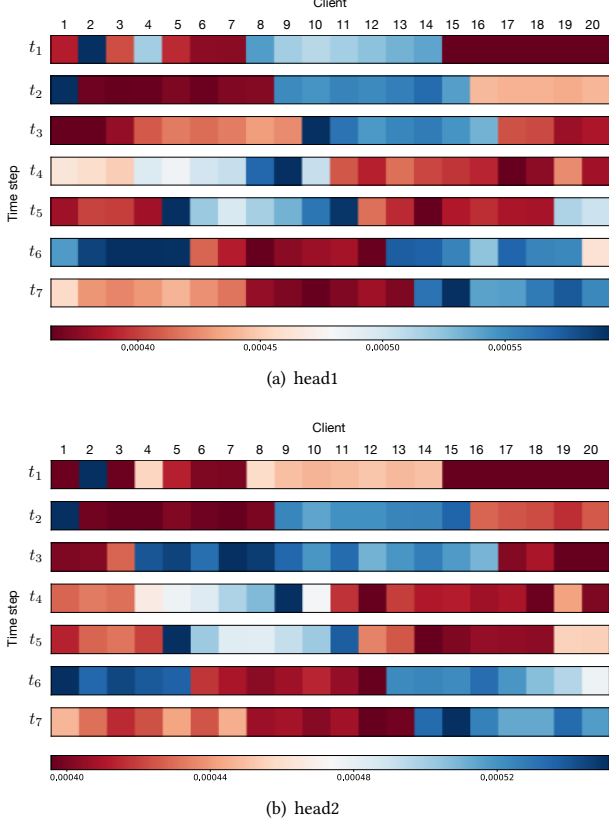 Client
1 2 3 4 5 6 7 8 9 10 11 12 13 14 15 16 17 18 19 20
t1
t2
t3
t4
t5
t6
t7
Time step
0.00040 0.00045 0.00050 0.00055
(a) head1
Client
1 2 3 4 5 6 7 8 9 10 11 12 13 14 15 16 17 18 19 20
t1
t2
t3
t4
t5
t6
t7
Time step
0.00040 0.00044 0.00048 0.00052
(b) head2